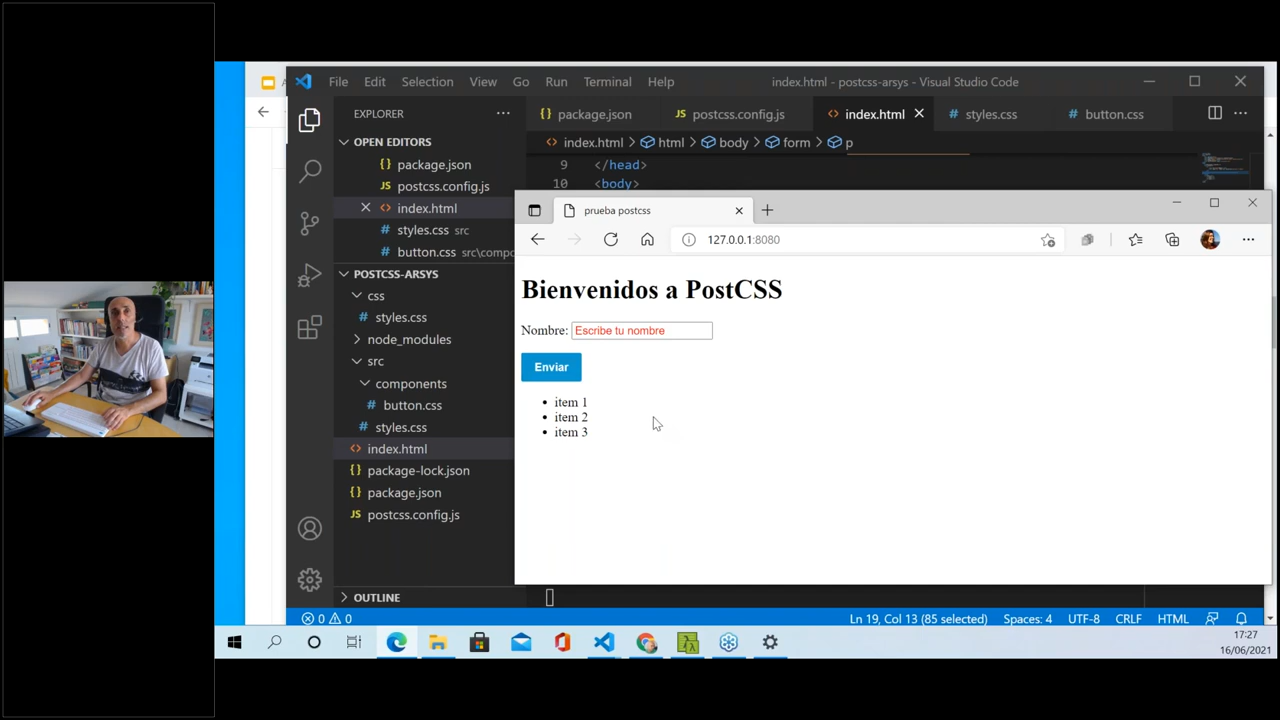 File Edit Selection View Go Run Terminal Help index.html - postcss-arsys - Visual Studio Code
EXPLORER
package.json postcss.config.js index.html styles.css button.css
index.html html body form p
OPEN EDITORS
package.json
postcss.config.js
index.html
styles.css src
button.css src\compo
POSTCSS-ARSYS
css
styles.css
node_modules
src
components
button.css
styles.css
index.html
package-lock.json
package.json
postcss.config.js
OUTLINE
9 </head>
10 <body>
prueba postcss
127.0.0.1:8080
Bienvenidos a PostCSS
Nombre: Escribe tu nombre
Enviar
• item 1
• item 2
• item 3
0 0 Ln 19, Col 13 (85 selected) Spaces: 4 UTF-8 CRLF HTML
17:27
16/06/2021